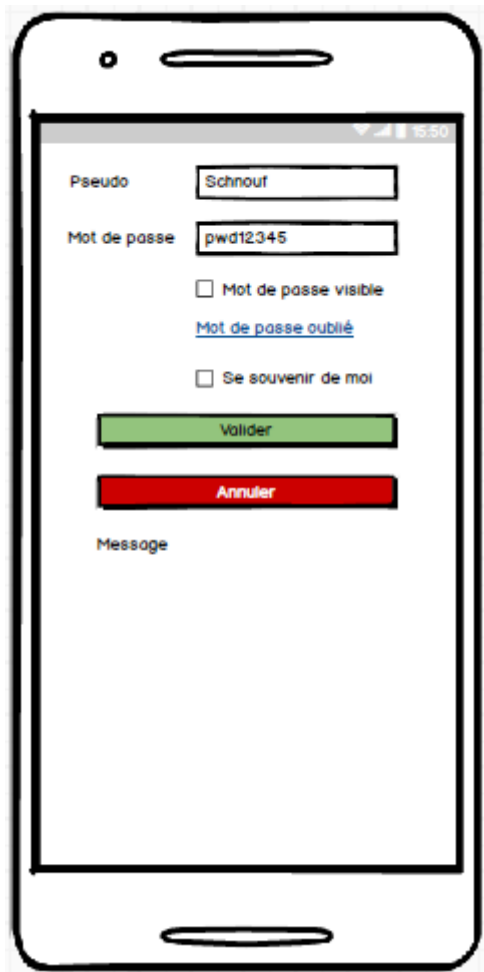 15:50
Pseudo Schnouf
Mot de passe pwd12345
Mot de passe visible
Mot de passe oublié
Se souvenir de moi
Valider
Annuler
Message